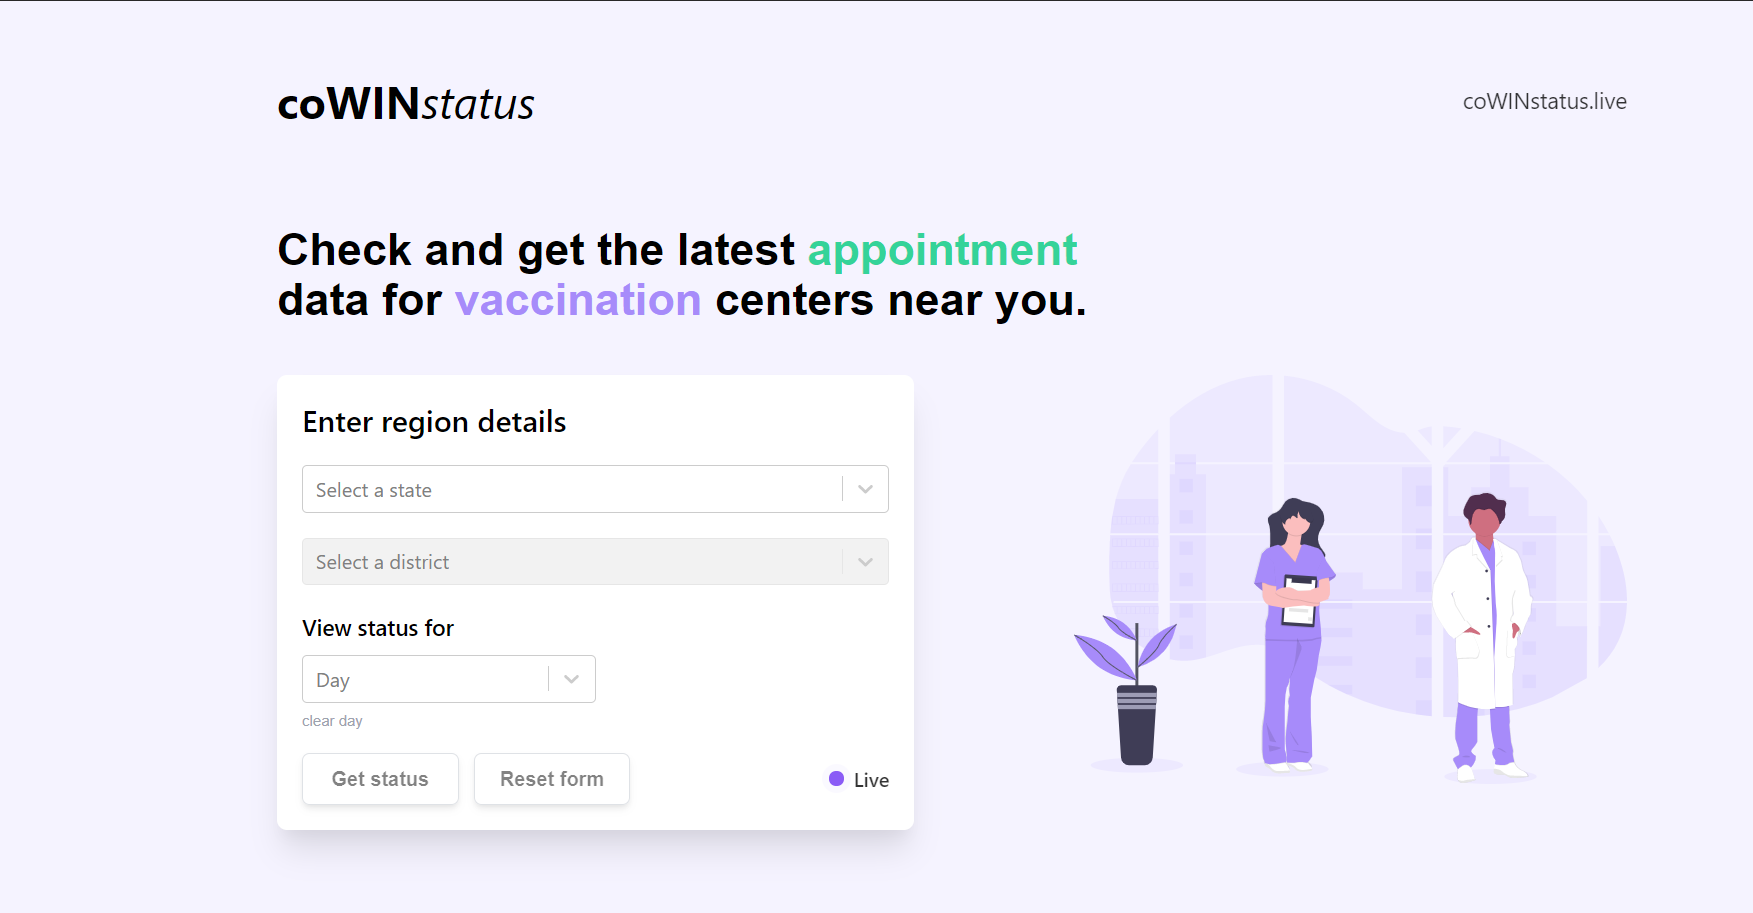 coWINstatus
coWINstatus.live
Check and get the latest appointment
data for vaccination centers near you.
Enter region details
Select a state
Select a district
View status for
Day
clear day
Get status
Reset form
Live